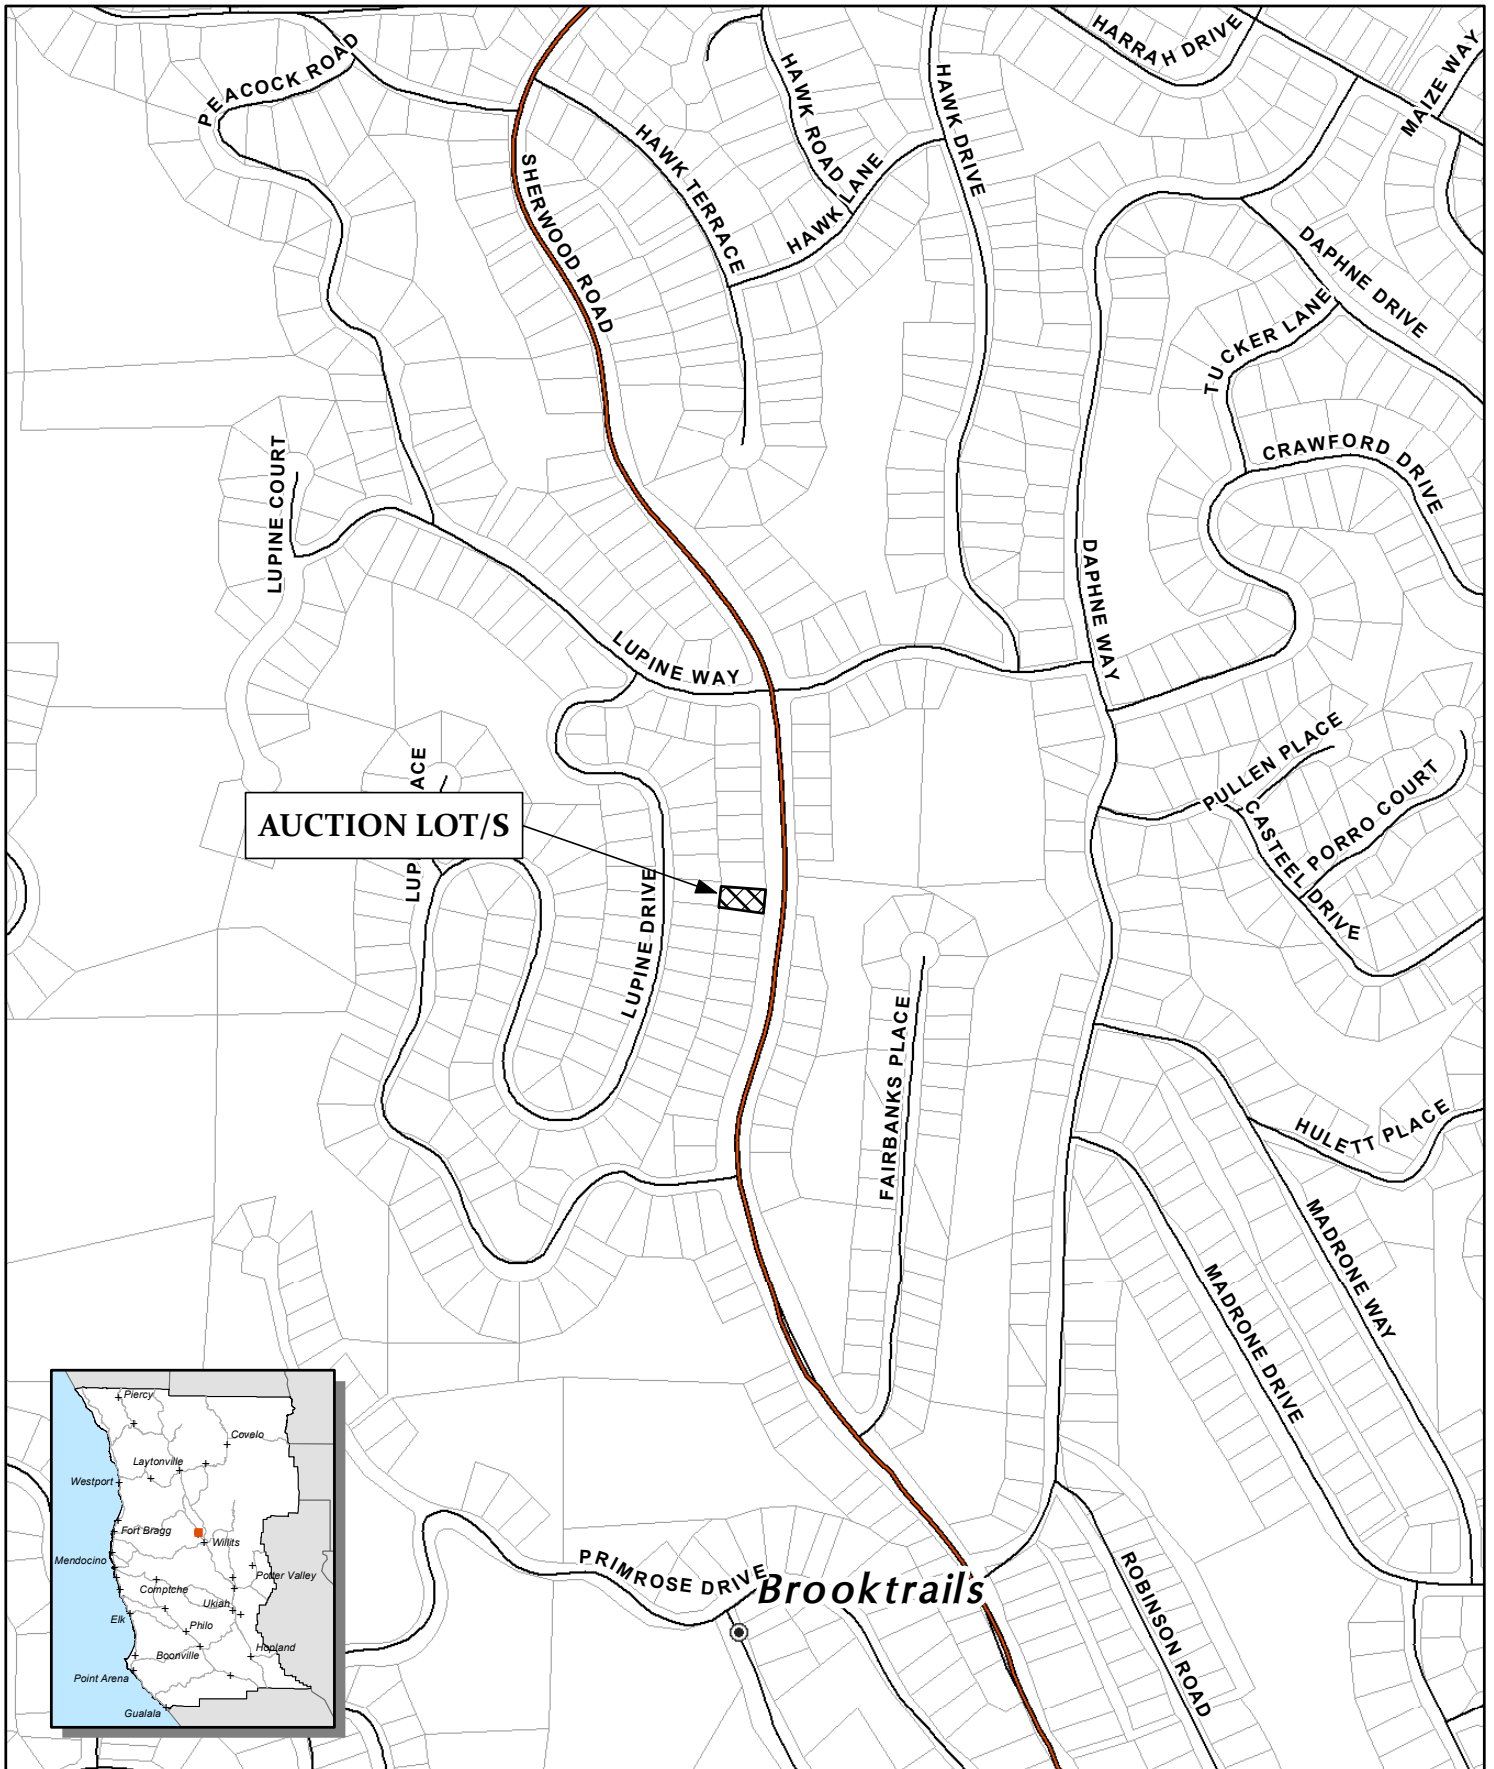 PEACOCK ROAD
HARRAH DRIVE
MAIZE WAY
HAWK ROAD
HAWK DRIVE
HAWK TERRACE
HAWK LANE
SHERWOOD ROAD
DAPHNE DRIVE
TUCKER LANE
CRAWFORD DRIVE
LUPINE COURT
DAPHNE WAY
LUPINE WAY
PULLEN PLACE
PORRO COURT
CASTEEL DRIVE
LUP
ACE
AUCTION LOT/S
LUPINE DRIVE
FAIRBANKS PLACE
HULETT PLACE
MADRONE WAY
MADRONE DRIVE
PRIMROSE DRIVE
Brooktrails
ROBINSON ROAD
Piercy
Covelo
Laytonville
Westport
Fort Bragg
Willits
Mendocino
Potter Valley
Comptche
Ukiah
Elk
Philo
Hopland
Boonville
Point Arena
Gualala